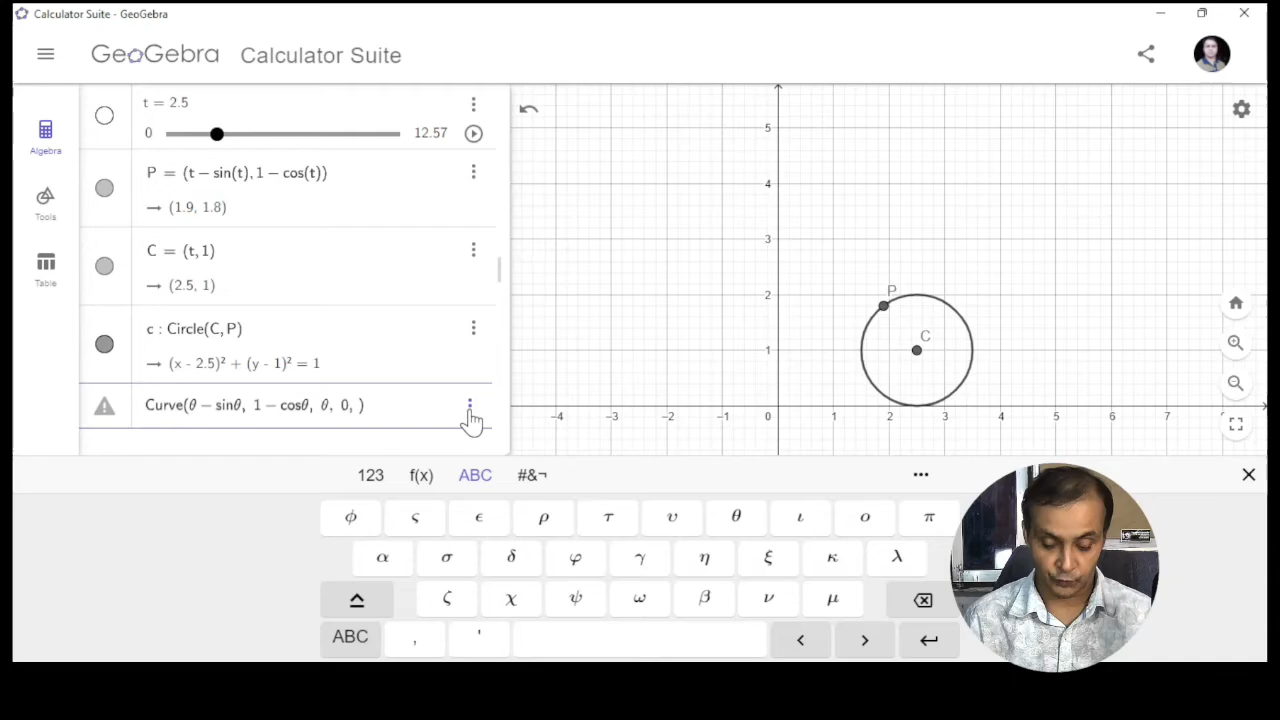 Calculator Suite - GeoGebra
GeoGebra Calculator Suite
t = 2.5
0 12.57
P = (t − sin(t), 1 − cos(t))
→ (1.9, 1.8)
C = (t, 1)
→ (2.5, 1)
c : Circle(C, P)
→ (x - 2.5)² + (y - 1)² = 1
Curve(θ − sinθ, 1 − cosθ, θ, 0, )
Algebra
Tools
Table
5
4
3
2
1
P
C
−4 −3 −2 −1 0 1 2 3 4 5 6 7
123 f(x) ABC #&¬ ...
φ ς ϵ ρ τ υ θ ι ο π
α σ δ φ γ η ξ κ λ
ζ χ ψ ω β ν μ
ABC , ' < >